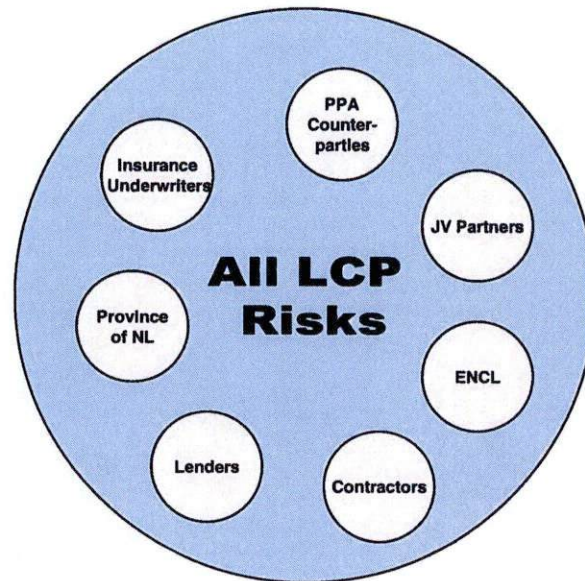 PPA
Counter-
parties
Insurance
Underwriters
JV Partners
All LCP
Risks
Province
of NL
ENCL
Lenders
Contractors